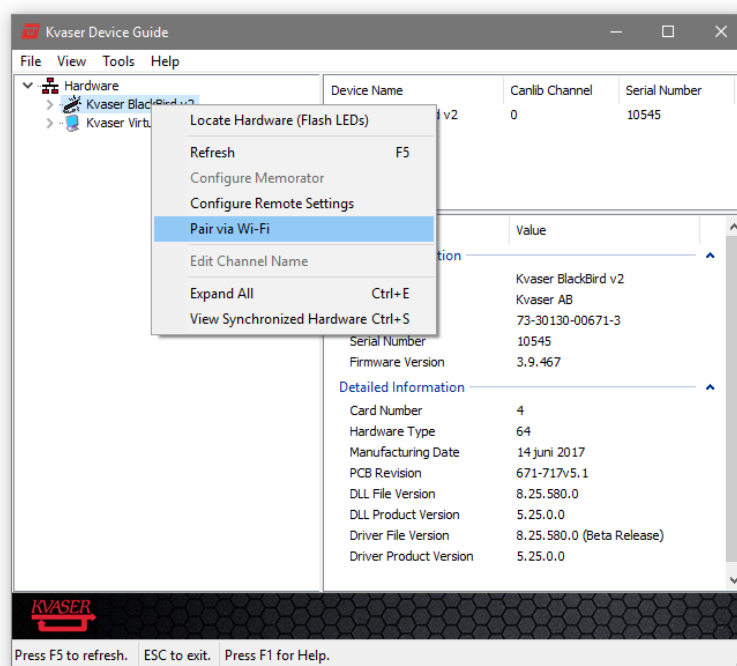 Kvaser Device Guide
File View Tools Help
Hardware
Kvaser BlackBird v2
Kvaser Virtu
Locate Hardware (Flash LEDs)
Refresh F5
Configure Memorator
Configure Remote Settings
Pair via Wi-Fi
Edit Channel Name
Expand All Ctrl+E
View Synchronized Hardware Ctrl+S
Device Name Canlib Channel Serial Number
v2 0 10545
Value
tion
Kvaser BlackBird v2
Kvaser AB
73-30130-00671-3
Serial Number 10545
Firmware Version 3.9.467
Detailed Information
Card Number 4
Hardware Type 64
Manufacturing Date 14 juni 2017
PCB Revision 671-717v5.1
DLL File Version 8.25.580.0
DLL Product Version 5.25.0.0
Driver File Version 8.25.580.0 (Beta Release)
Driver Product Version 5.25.0.0
KVASER
Press F5 to refresh. ESC to exit. Press F1 for Help.